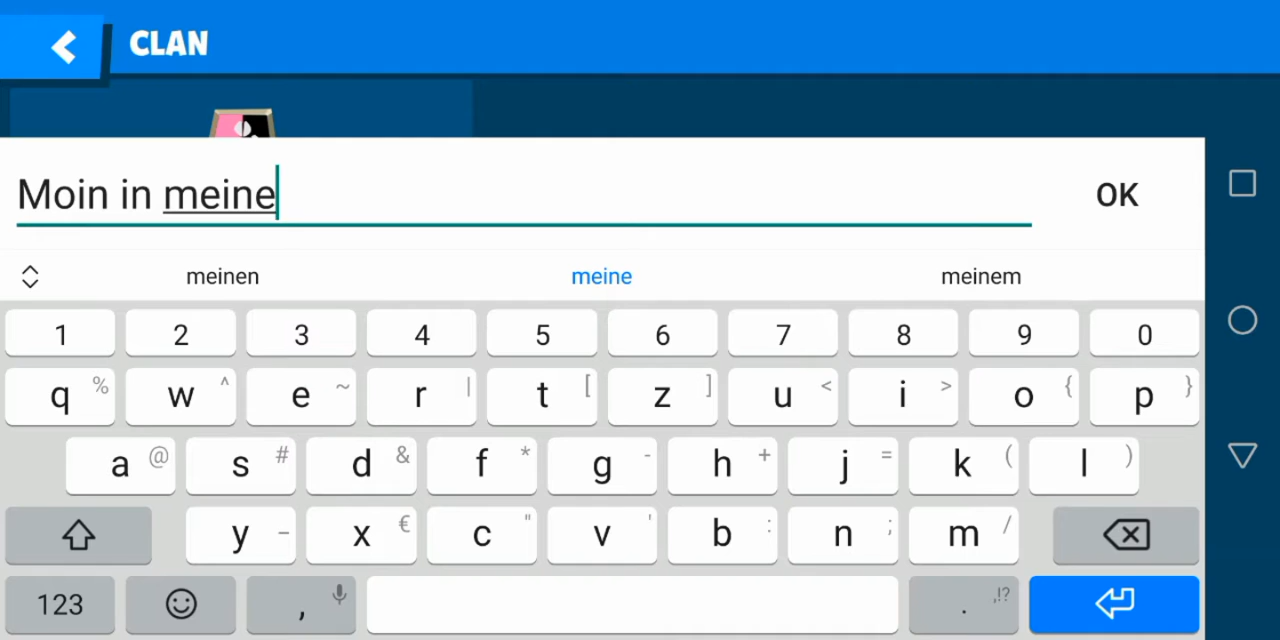 CLAN
Moin in meine
OK
meinen meine meinem
1 2 3 4 5 6 7 8 9 0
q % w ^ e ~ r | t [ z ] u < i > o { p }
a @ s # d & f * g - h + j = k ( l )
y – x € c " v ' b : n ; m /
123 , . ,!?